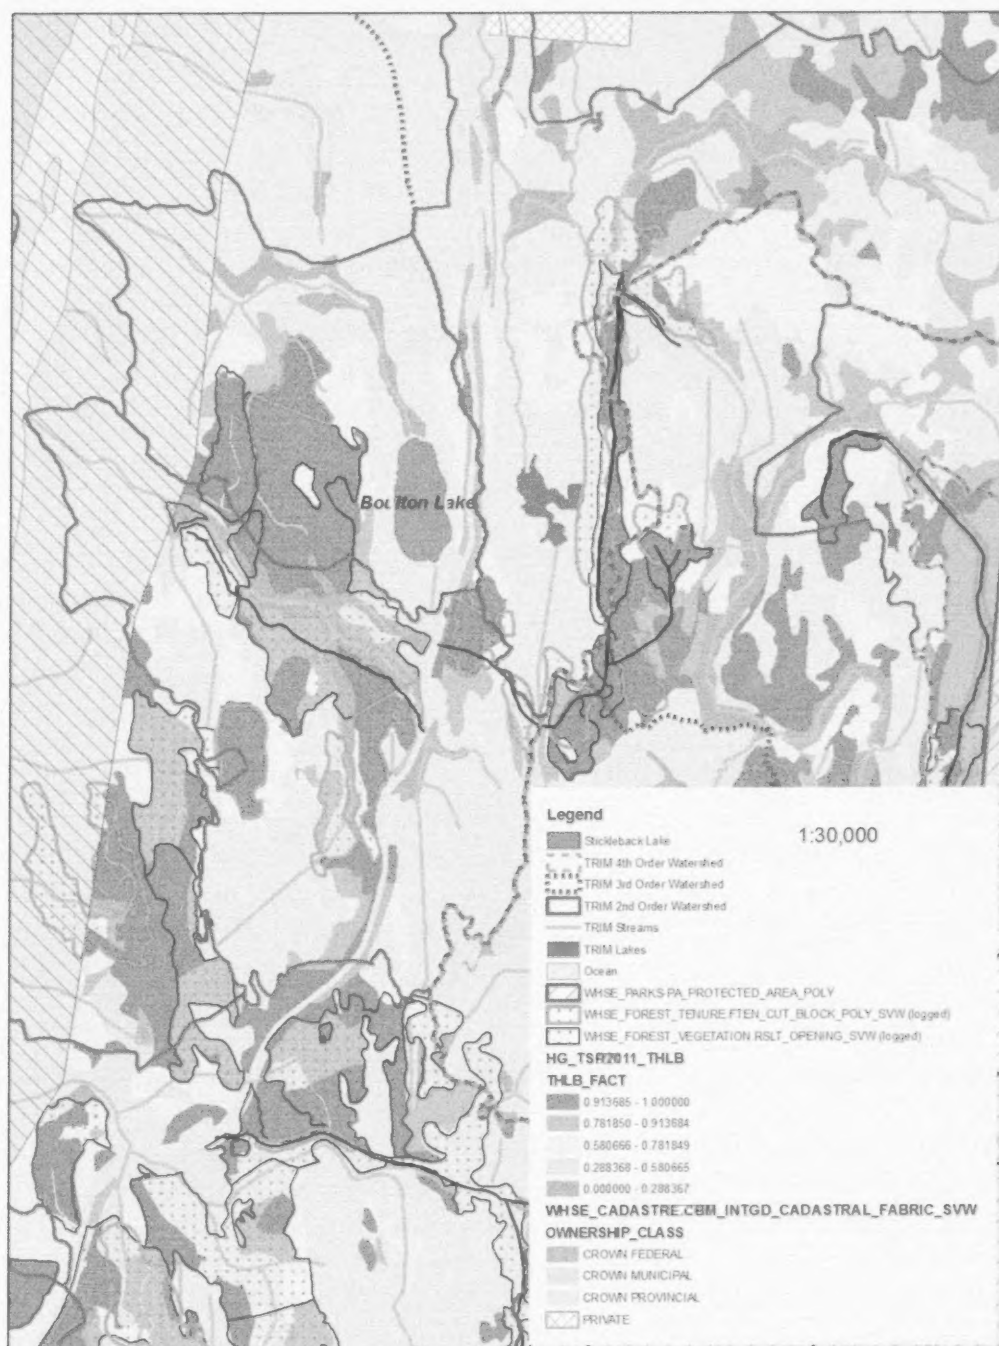 Boulton Lake
Legend
1:30,000
Stickleback Lake
TRIM 4th Order Watershed
TRIM 3rd Order Watershed
TRIM 2nd Order Watershed
TRIM Streams
TRIM Lakes
Ocean
WHSE_PARKS PA_PROTECTED_AREA_POLY
WHSE_FOREST_TENURE.FTEN_CUT_BLOCK_POLY_SVW (logged)
WHSE_FOREST_VEGETATION.RSLT_OPENING_SVW (logged)
HG_TSR2011_THLB
THLB_FACT
0.913685 - 1.000000
0.781850 - 0.913684
0.580666 - 0.781849
0.288368 - 0.580665
0.000000 - 0.288367
WHSE_CADASTRE.CBM_INTGD_CADASTRAL_FABRIC_SVW
OWNERSHIP_CLASS
CROWN FEDERAL
CROWN MUNICIPAL
CROWN PROVINCIAL
PRIVATE